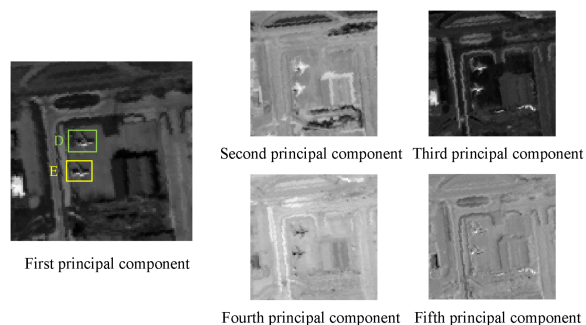 D
E
First principal component
Second principal component
Third principal component
Fourth principal component
Fifth principal component